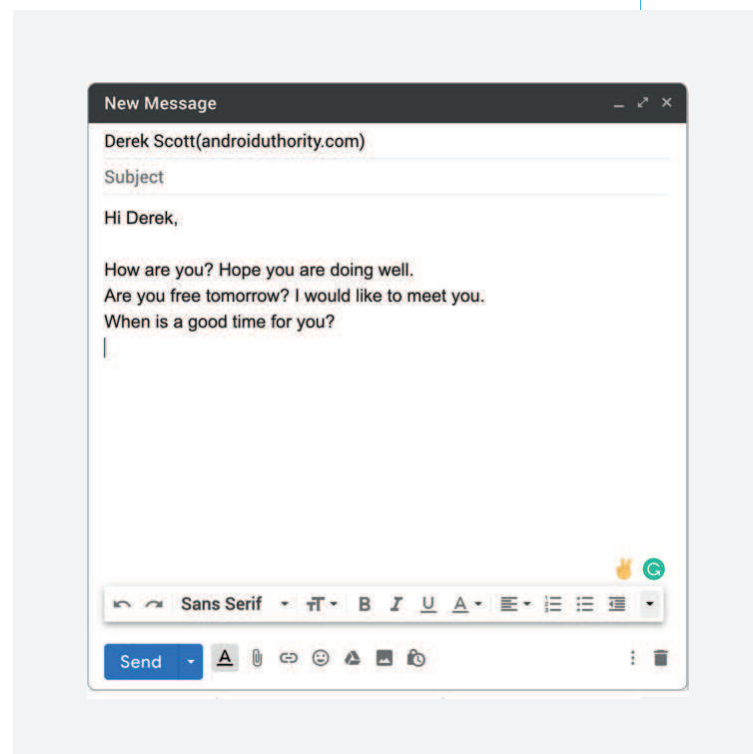 New Message
Derek Scott(androiduthority.com)
Subject
Hi Derek,
How are you? Hope you are doing well.
Are you free tomorrow? I would like to meet you.
When is a good time for you?
Sans Serif
B I U A
Send A